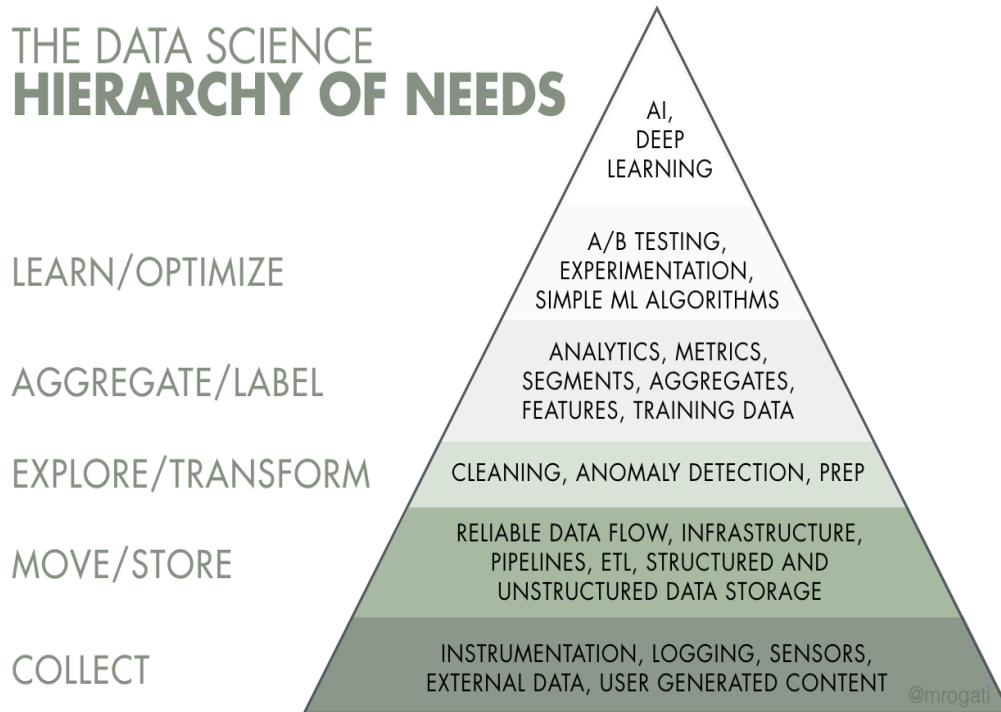 THE DATA SCIENCE
HIERARCHY OF NEEDS
AI,
DEEP
LEARNING
LEARN/OPTIMIZE
A/B TESTING,
EXPERIMENTATION,
SIMPLE ML ALGORITHMS
AGGREGATE/LABEL
ANALYTICS, METRICS,
SEGMENTS, AGGREGATES,
FEATURES, TRAINING DATA
EXPLORE/TRANSFORM
CLEANING, ANOMALY DETECTION, PREP
MOVE/STORE
RELIABLE DATA FLOW, INFRASTRUCTURE,
PIPELINES, ETL, STRUCTURED AND
UNSTRUCTURED DATA STORAGE
COLLECT
INSTRUMENTATION, LOGGING, SENSORS,
EXTERNAL DATA, USER GENERATED CONTENT
@mrogati